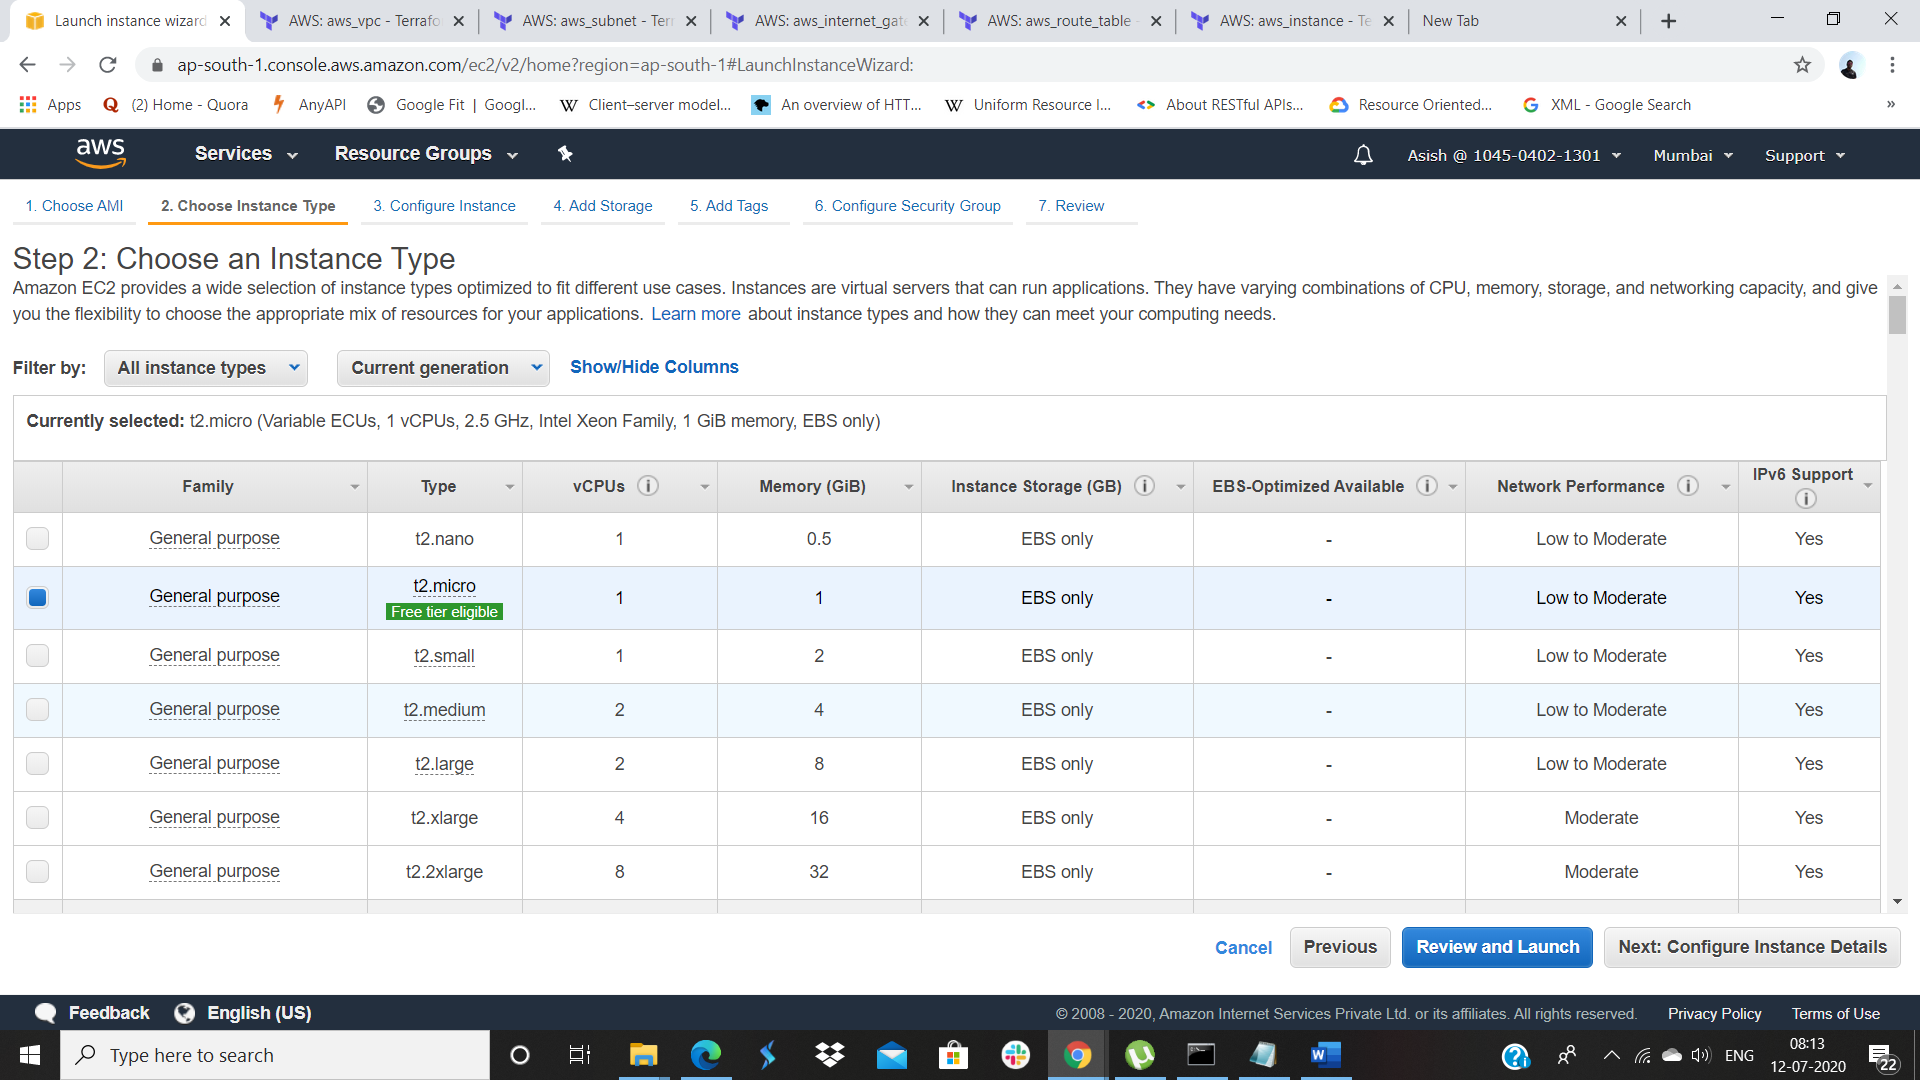 Launch instance wizard
AWS: aws_vpc - Terrafo
AWS: aws_subnet - Terr
AWS: aws_internet_gat
AWS: aws_route_table -
AWS: aws_instance - Te
New Tab
ap-south-1.console.aws.amazon.com/ec2/v2/home?region=ap-south-1#LaunchInstanceWizard:
Apps
(2) Home - Quora
AnyAPI
Google Fit | Googl...
Client–server model...
An overview of HTT...
Uniform Resource I...
About RESTful APIs...
Resource Oriented...
XML - Google Search
»
aws
Services
Resource Groups
Asish @ 1045-0402-1301
Mumbai
Support
1. Choose AMI
2. Choose Instance Type
3. Configure Instance
4. Add Storage
5. Add Tags
6. Configure Security Group
7. Review
Step 2: Choose an Instance Type
Amazon EC2 provides a wide selection of instance types optimized to fit different use cases. Instances are virtual servers that can run applications. They have varying combinations of CPU, memory, storage, and networking capacity, and give
you the flexibility to choose the appropriate mix of resources for your applications. Learn more about instance types and how they can meet your computing needs.
Filter by:
All instance types
Current generation
Show/Hide Columns
Currently selected: t2.micro (Variable ECUs, 1 vCPUs, 2.5 GHz, Intel Xeon Family, 1 GiB memory, EBS only)
Family
Type
vCPUs
Memory (GiB)
Instance Storage (GB)
EBS-Optimized Available
Network Performance
IPv6 Support
General purpose
t2.nano
1
0.5
EBS only
-
Low to Moderate
Yes
General purpose
t2.micro
Free tier eligible
1
1
EBS only
-
Low to Moderate
Yes
General purpose
t2.small
1
2
EBS only
-
Low to Moderate
Yes
General purpose
t2.medium
2
4
EBS only
-
Low to Moderate
Yes
General purpose
t2.large
2
8
EBS only
-
Low to Moderate
Yes
General purpose
t2.xlarge
4
16
EBS only
-
Moderate
Yes
General purpose
t2.2xlarge
8
32
EBS only
-
Moderate
Yes
Cancel
Previous
Review and Launch
Next: Configure Instance Details
Feedback
English (US)
© 2008 - 2020, Amazon Internet Services Private Ltd. or its affiliates. All rights reserved.
Privacy Policy
Terms of Use
Type here to search
ENG
08:13
12-07-2020
22